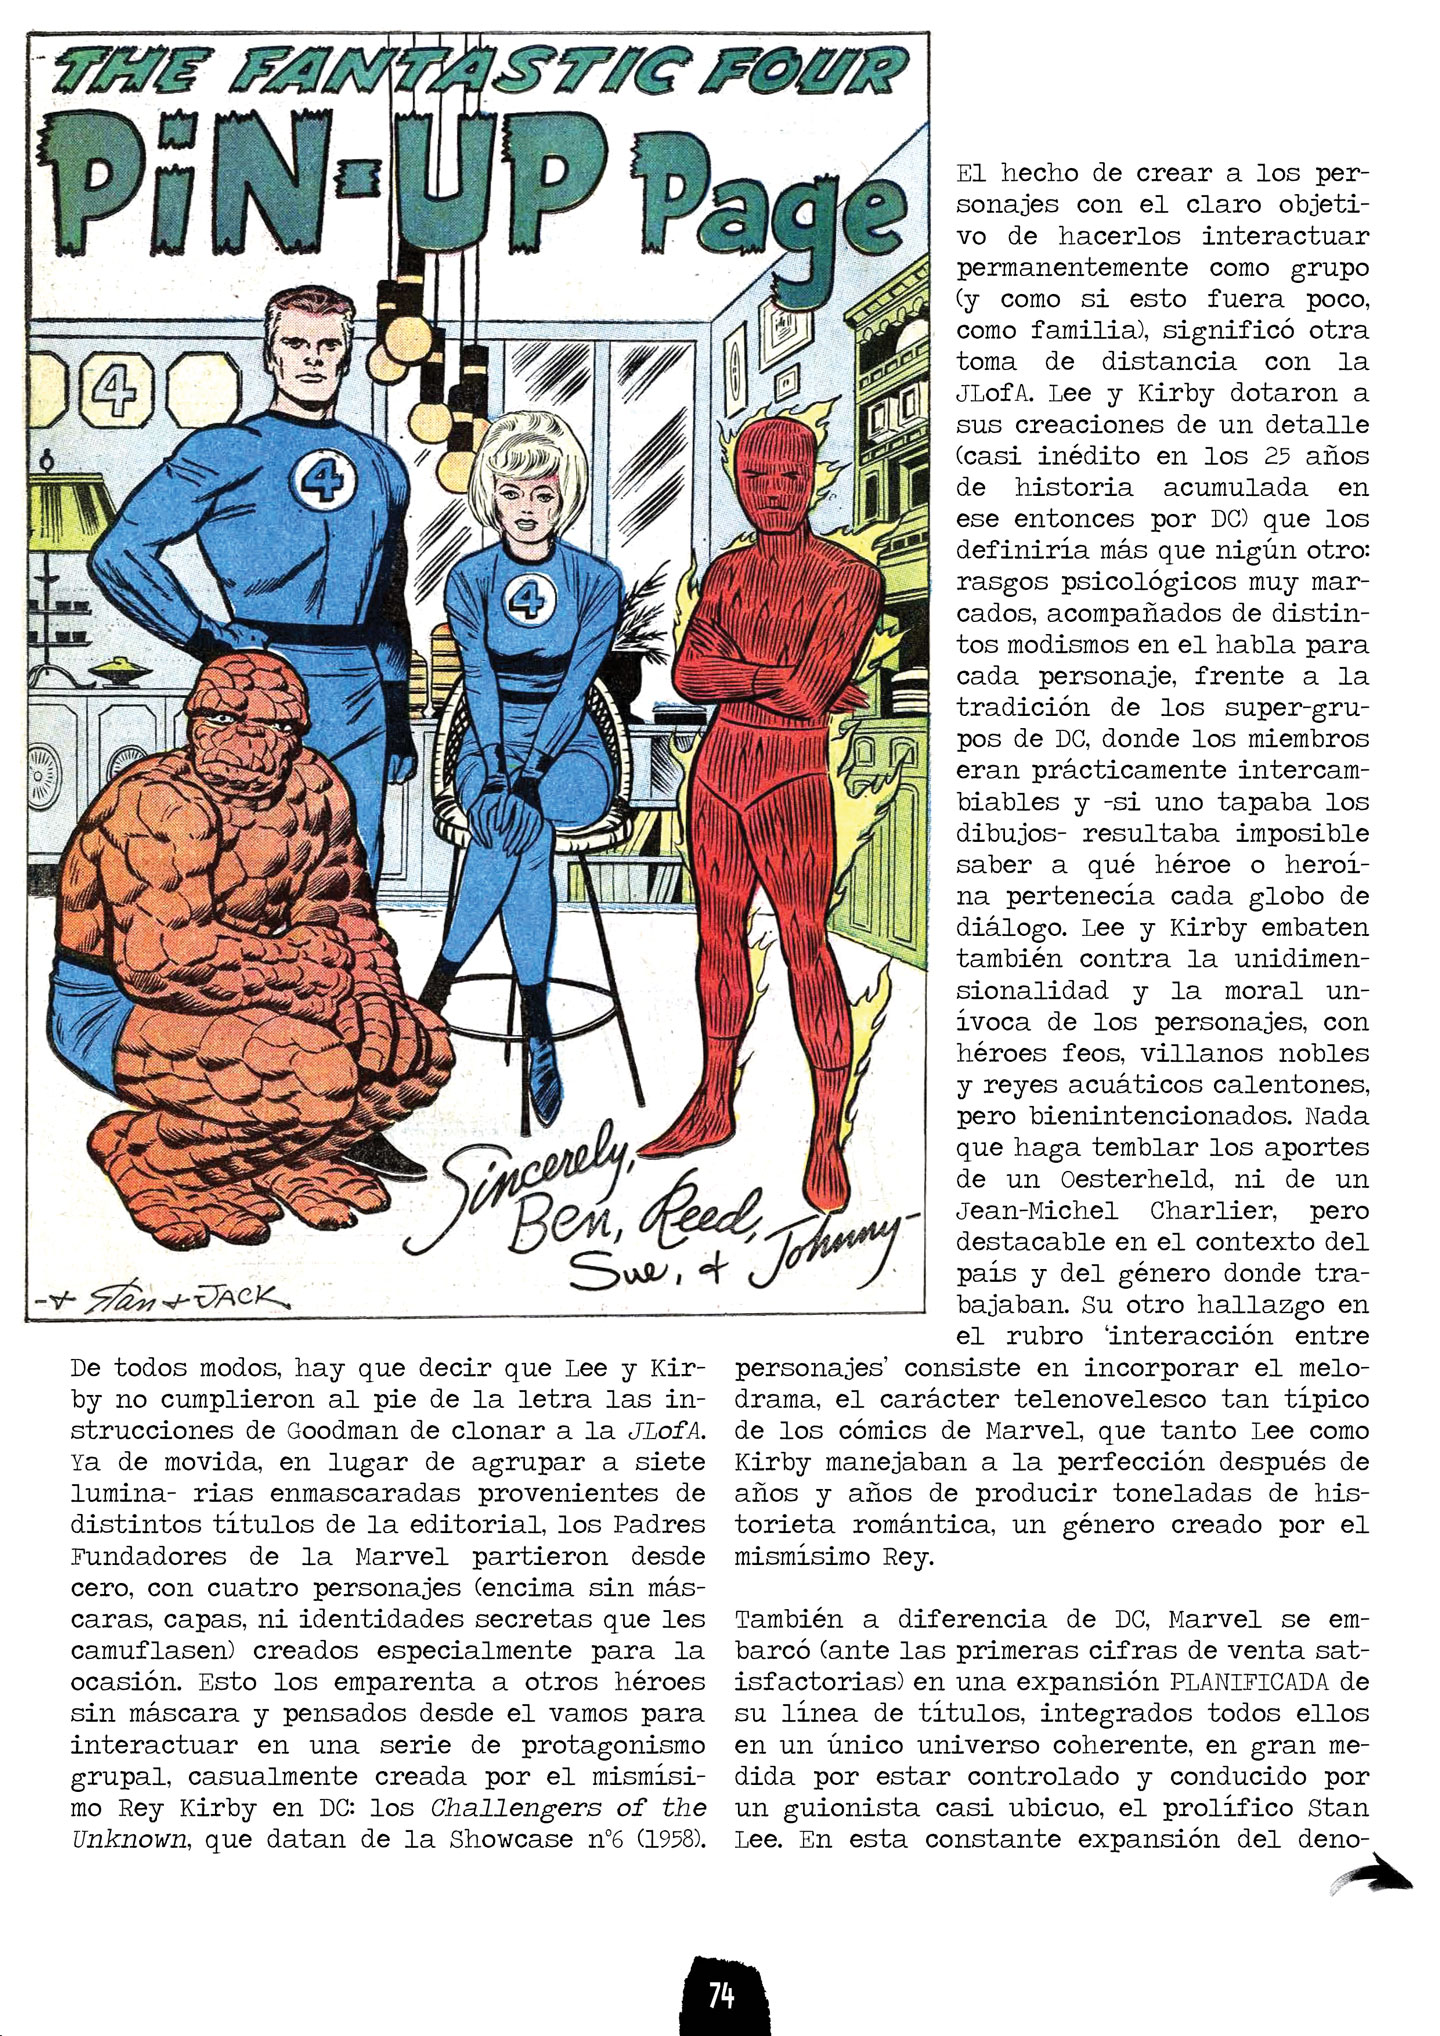 THE FANTASTIC FOUR
PiN-UP Page
4
4
4
Sincerely,
Ben, Reed,
Sue, & Johnny-
-& Stan & JACK
De todos modos, hay que decir que Lee y Kir-
by no cumplieron al pie de la letra las in-
strucciones de Goodman de clonar a la JLofA.
Ya de movida, en lugar de agrupar a siete
lumina- rias enmascaradas provenientes de
distintos títulos de la editorial, los Padres
Fundadores de la Marvel partieron desde
cero, con cuatro personajes (encima sin más-
caras, capas, ni identidades secretas que les
camuflasen) creados especialmente para la
ocasión. Esto los emparenta a otros héroes
sin máscara y pensados desde el vamos para
interactuar en una serie de protagonismo
grupal, casualmente creada por el mismísi-
mo Rey Kirby en DC: los Challengers of the
Unknown, que datan de la Showcase n°6 (1958).
El hecho de crear a los per-
sonajes con el claro objeti-
vo de hacerlos interactuar
permanentemente como grupo
(y como si esto fuera poco,
como familia), significó otra
toma de distancia con la
JLofA. Lee y Kirby dotaron a
sus creaciones de un detalle
(casi inédito en los 25 años
de historia acumulada en
ese entonces por DC) que los
definiría más que nigún otro:
rasgos psicológicos muy mar-
cados, acompañados de distin-
tos modismos en el habla para
cada personaje, frente a la
tradición de los super-gru-
pos de DC, donde los miembros
eran prácticamente intercam-
biables y -si uno tapaba los
dibujos- resultaba imposible
saber a qué héroe o heroí-
na pertenecía cada globo de
diálogo. Lee y Kirby embaten
también contra la unidimen-
sionalidad y la moral un-
ívoca de los personajes, con
héroes feos, villanos nobles
y reyes acuáticos calentones,
pero bienintencionados. Nada
que haga temblar los aportes
de un Oesterheld, ni de un
Jean-Michel Charlier, pero
destacable en el contexto del
país y del género donde tra-
bajaban. Su otro hallazgo en
el rubro ‘interacción entre
personajes’ consiste en incorporar el melo-
drama, el carácter telenovelesco tan típico
de los cómics de Marvel, que tanto Lee como
Kirby manejaban a la perfección después de
años y años de producir toneladas de his-
torieta romántica, un género creado por el
mismísimo Rey.
También a diferencia de DC, Marvel se em-
barcó (ante las primeras cifras de venta sat-
isfactorias) en una expansión PLANIFICADA de
su línea de títulos, integrados todos ellos
en un único universo coherente, en gran me-
dida por estar controlado y conducido por
un guionista casi ubicuo, el prolífico Stan
Lee. En esta constante expansión del deno-
74